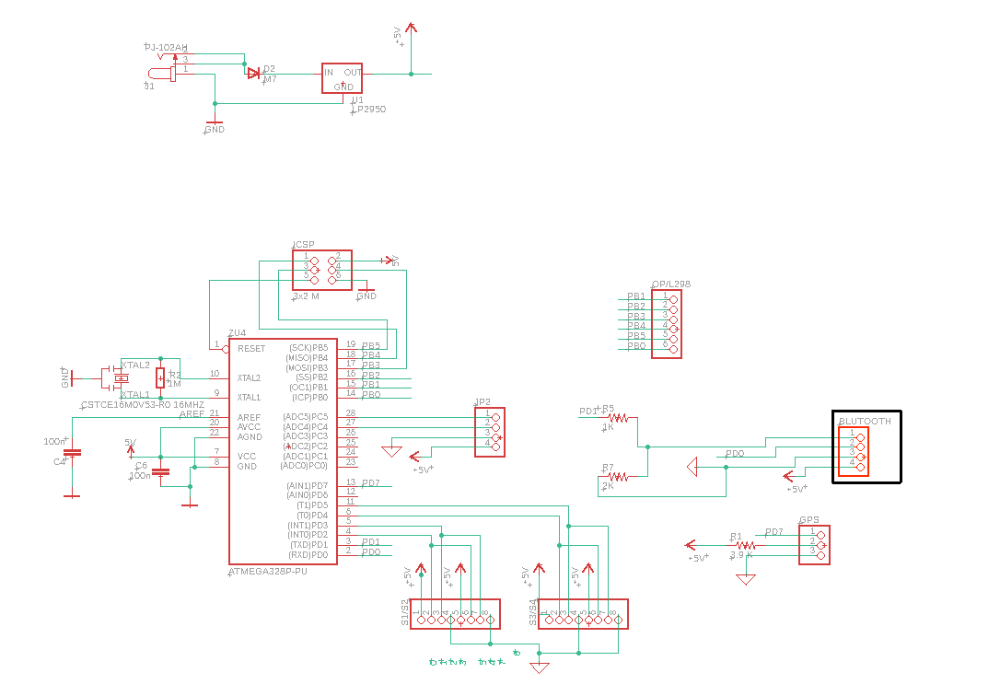 +5V
PJ-102AH
2
3
1
J1
D2
M7
IN OUT
GND
U1
LP2950
GND
ICSP
1 2
3 4
5 6
5V
3x2 M
GND
OP/L298
PB1 1
PB2 2
PB3 3
PB4 4
PB5 5
PB0 6
ZU4
1 RESET
(SCK)PB5 19 PB5
(MISO)PB4 18 PB4
(MOSI)PB3 17 PB3
10 XTAL2
(SS)PB2 16 PB2
(OC1)PB1 15 PB1
9 XTAL1
(ICP)PB0 14 PB0
GND
XTAL2
XTAL1
R2
1M
CSTCE16M0V53-R0 16MHZ
AREF
21 AREF
20 AVCC
22 AGND
7 VCC
8 GND
(ADC5)PC5 28
(ADC4)PC4 27
(ADC3)PC3 26
(ADC2)PC2 25
(ADC1)PC1 24
(ADC0)PC0 23
100n
C4
5V
C6
100n
(AIN1)PD7 13 PD7
(AIN0)PD6 12
(T1)PD5 11
(T0)PD4 6
(INT1)PD3 5
(INT0)PD2 4
(TXD)PD1 3 PD1
(RXD)PD0 2 PD0
ATMEGA328P-PU
JP2
1
2
3
4
+5V
PD1
R5
1K
R7
2K
PD0
BLUTOOTH
1
2
3
4
+5V
GPS
PD7 1
2
3
R1
3.9 K
+5V
+5V
+5V
+5V
+5V
S1/S2
1 2 3 4 5 6 7 8
S3/S4
1 2 3 4 5 6 7 8